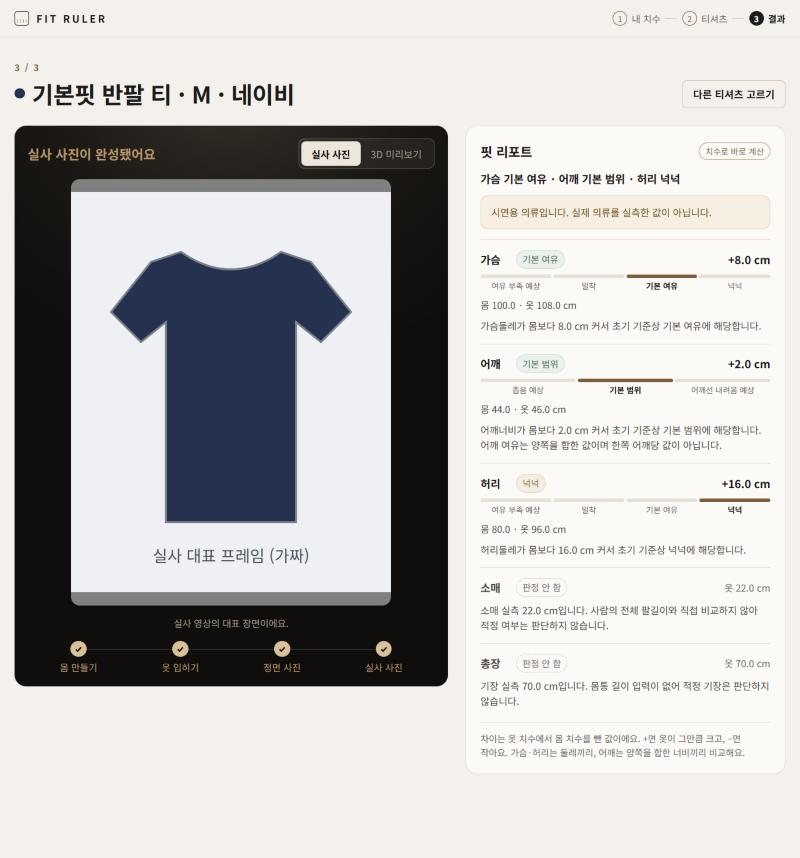 FIT RULER
1 내 치수 2 티셔츠 3 결과
3 / 3
기본핏 반팔 티 · M · 네이비
다른 티셔츠 고르기
실사 사진이 완성됐어요
실사 사진 3D 미리보기
실사 대표 프레임 (가짜)
실사 영상의 대표 장면이에요.
몸 만들기 옷 입히기 정면 사진 실사 사진
핏 리포트
치수로 바로 계산
가슴 기본 여유 · 어깨 기본 범위 · 허리 넉넉
시연용 의류입니다. 실제 의류를 실측한 값이 아닙니다.
가슴 기본 여유 +8.0 cm
여유 부족 예상 밀착 기본 여유 넉넉
몸 100.0 · 옷 108.0 cm
가슴둘레가 몸보다 8.0 cm 커서 초기 기준상 기본 여유에 해당합니다.
어깨 기본 범위 +2.0 cm
좁음 예상 기본 범위 어깨선 내려옴 예상
몸 44.0 · 옷 46.0 cm
어깨너비가 몸보다 2.0 cm 커서 초기 기준상 기본 범위에 해당합니다.
어깨 여유는 양쪽을 합한 값이며 한쪽 어깨당 값이 아닙니다.
허리 넉넉 +16.0 cm
여유 부족 예상 밀착 기본 여유 넉넉
몸 80.0 · 옷 96.0 cm
허리둘레가 몸보다 16.0 cm 커서 초기 기준상 넉넉에 해당합니다.
소매 판정 안 함 옷 22.0 cm
소매 실측 22.0 cm입니다. 사람의 전체 팔길이와 직접 비교하지 않아
적정 여부는 판단하지 않습니다.
총장 판정 안 함 옷 70.0 cm
기장 실측 70.0 cm입니다. 몸통 길이 입력이 없어 적정 기장은 판단하지
않습니다.
차이는 옷 치수에서 몸 치수를 뺀 값이에요. +면 옷이 그만큼 크고, −면
작아요. 가슴·허리는 둘레끼리, 어깨는 양쪽을 합한 너비끼리 비교해요.